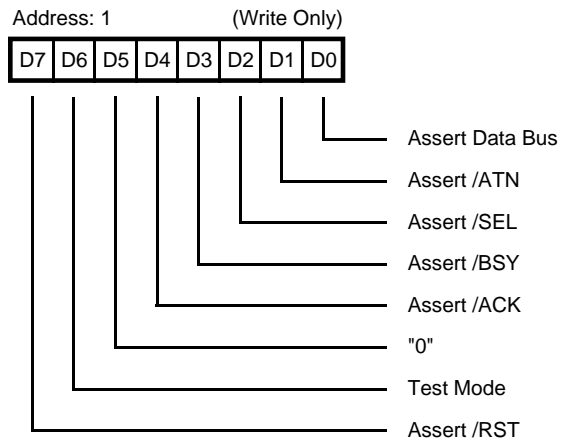 Address: 1 (Write Only)
D7 D6 D5 D4 D3 D2 D1 D0
Assert Data Bus
Assert /ATN
Assert /SEL
Assert /BSY
Assert /ACK
"0"
Test Mode
Assert /RST